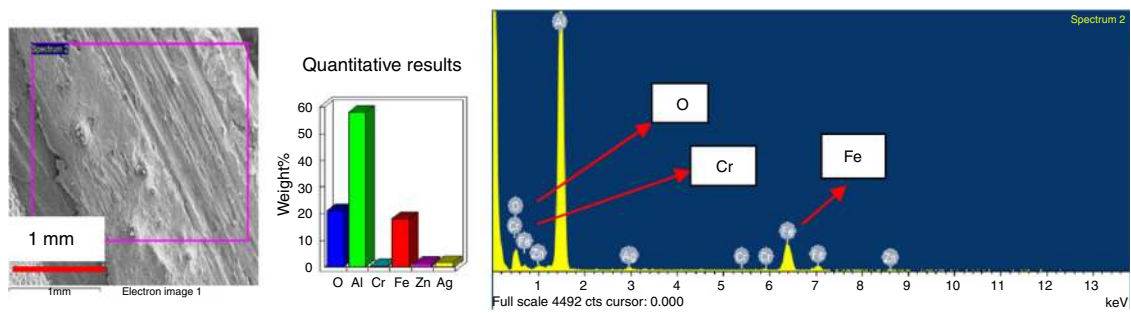 Spectrum 2
1 mm
1mm
Electron image 1
Quantitative results
Weight%
60
50
40
30
20
10
0
O Al Cr Fe Zn Ag
Spectrum 2
Al
O
Cr
Fe
O
Cr
Fe
Zn
Ag
Cr
Cr
Fe
Fe
Zn
1 2 3 4 5 6 7 8 9 10 11 12 13
Full scale 4492 cts cursor: 0.000
keV